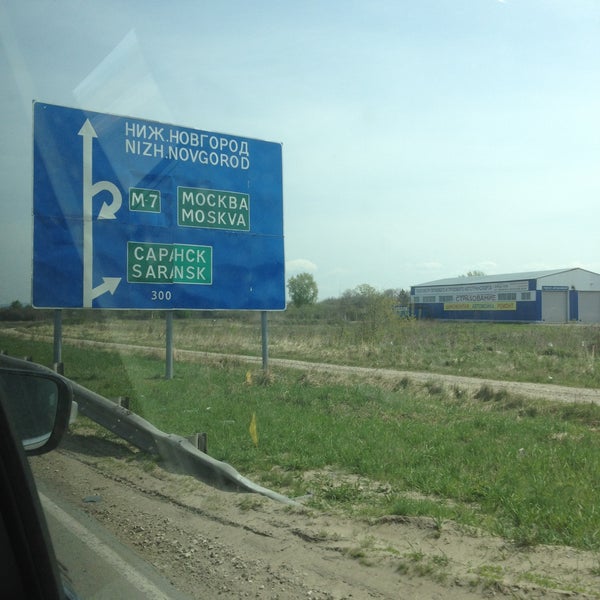 НИЖ.НОВГОРОД
NIZH.NOVGOROD
М-7
МОСКВА
MOSKVA
САРАНСК
SARANSK
300
СТРАХОВАНИЕ